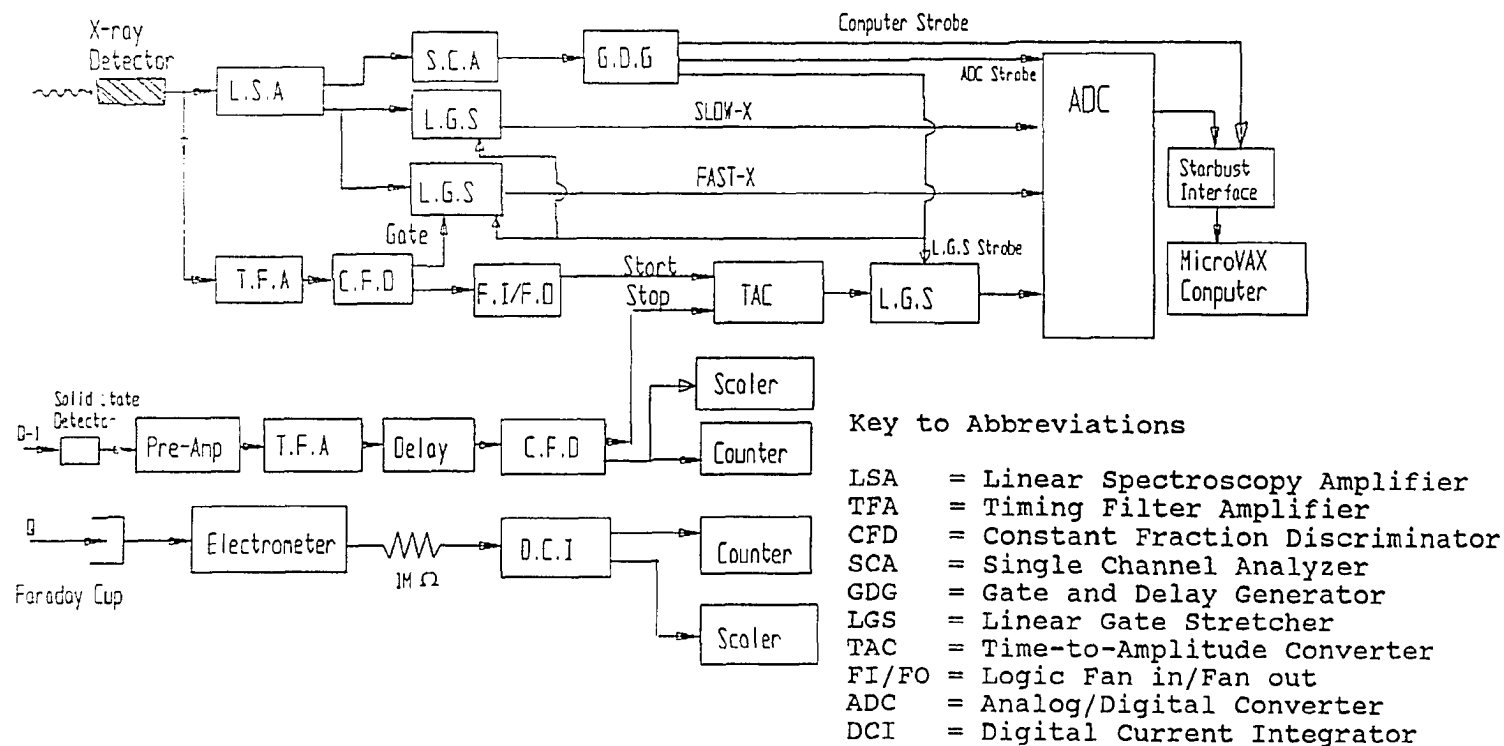 Computer Strobe
X-ray
Detector
S.C.A
G.D.G
L.S.A
ADC Strobe
ADC
L.G.S
SLOW-X
Starbust
Interface
L.G.S
FAST-X
Gate
L.G.S Strobe
T.F.A
C.F.D
F.I/F.O
Start
Stop
TAC
L.G.S
MicroVAX
Computer
Scaler
Solid State
Detector
Q-1
Pre-Amp
T.F.A
Delay
C.F.D
Counter
Q
Electrometer
1M Ω
D.C.I
Counter
Faraday Cup
Scaler
Key to Abbreviations
LSA = Linear Spectroscopy Amplifier
TFA = Timing Filter Amplifier
CFD = Constant Fraction Discriminator
SCA = Single Channel Analyzer
GDG = Gate and Delay Generator
LGS = Linear Gate Stretcher
TAC = Time-to-Amplitude Converter
FI/FO = Logic Fan in/Fan out
ADC = Analog/Digital Converter
DCI = Digital Current Integrator